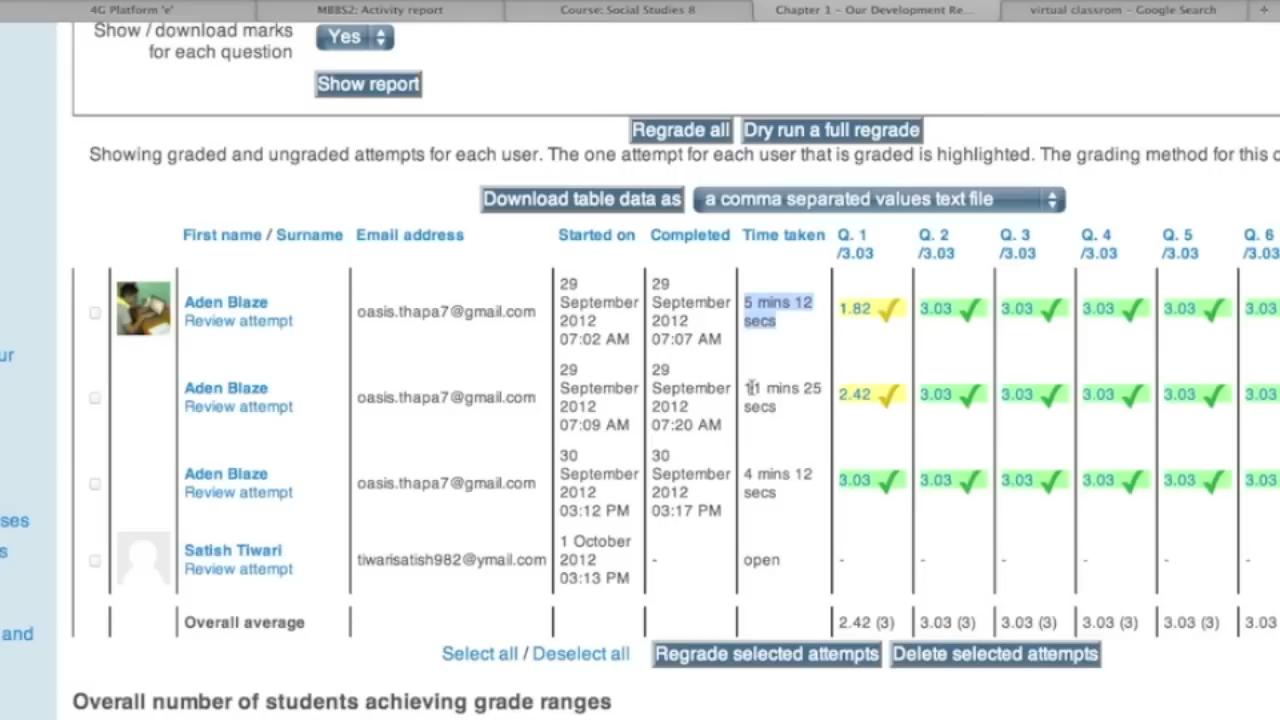 4G Platform 'e' MBBS2: Activity report Course: Social Studies 8 Chapter 1 – Our Development Re... virtual classrom – Google Search +
Show / download marks for each question Yes
Show report
Regrade all Dry run a full regrade
Showing graded and ungraded attempts for each user. The one attempt for each user that is graded is highlighted. The grading method for this
Download table data as a comma separated values text file
First name / Surname Email address Started on Completed Time taken Q. 1 /3.03 Q. 2 /3.03 Q. 3 /3.03 Q. 4 /3.03 Q. 5 /3.03 Q. 6 /3.03
Aden Blaze Review attempt oasis.thapa7@gmail.com 29 September 2012 07:02 AM 29 September 2012 07:07 AM 5 mins 12 secs 1.82 3.03 3.03 3.03 3.03 3.03
Aden Blaze Review attempt oasis.thapa7@gmail.com 29 September 2012 07:09 AM 29 September 2012 07:20 AM 11 mins 25 secs 2.42 3.03 3.03 3.03 3.03 3.03
Aden Blaze Review attempt oasis.thapa7@gmail.com 30 September 2012 03:12 PM 30 September 2012 03:17 PM 4 mins 12 secs 3.03 3.03 3.03 3.03 3.03 3.03
Satish Tiwari Review attempt tiwarisatish982@ymail.com 1 October 2012 03:13 PM - open - - - - - -
Overall average 2.42 (3) 3.03 (3) 3.03 (3) 3.03 (3) 3.03 (3) 3.03
and
Select all / Deselect all Regrade selected attempts Delete selected attempts
Overall number of students achieving grade ranges